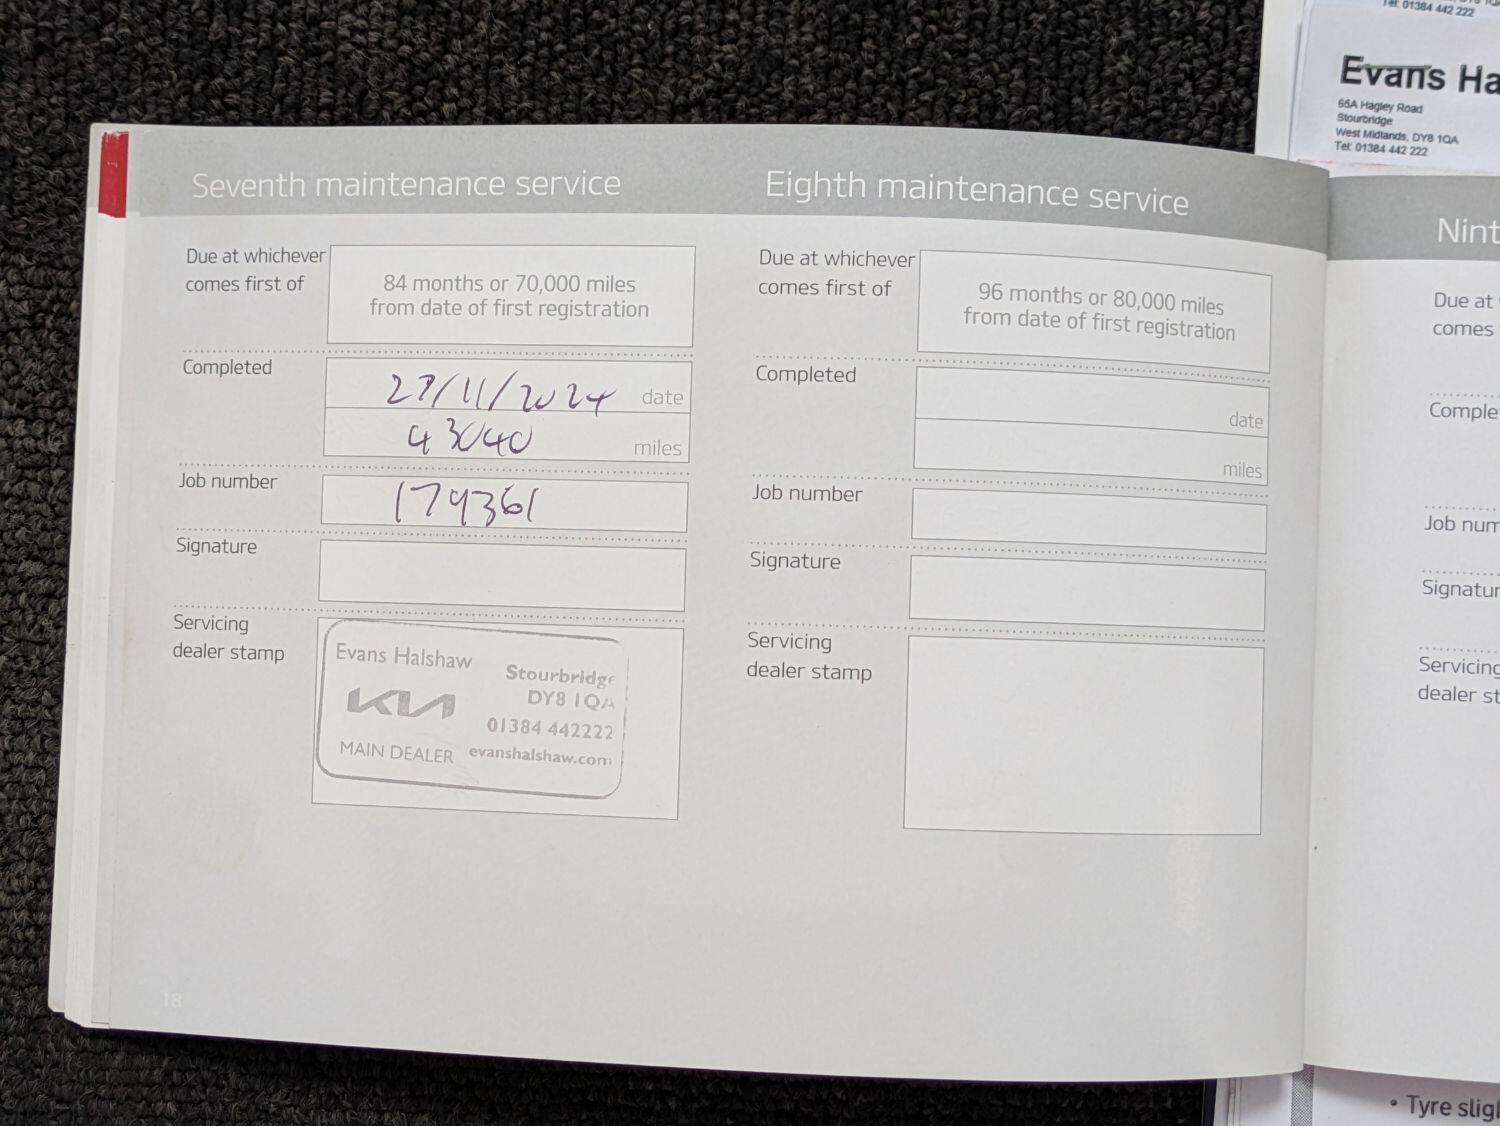 Tel: 01384 442 222
Evans Ha
65A Hagley Road
Stourbridge
West Midlands, DY8 1QA
Tel: 01384 442 222
Seventh maintenance service
Due at whichever
comes first of
84 months or 70,000 miles
from date of first registration
Completed
27/11/2024 date
43040 miles
Job number
179361
Signature
Servicing
dealer stamp
Evans Halshaw
KIA
MAIN DEALER
Stourbridge
DY8 1QA
01384 442222
evanshalshaw.com
18
Eighth maintenance service
Due at whichever
comes first of
96 months or 80,000 miles
from date of first registration
Completed
date
miles
Job number
Signature
Servicing
dealer stamp
Nint
Due at
comes
Comple
Job num
Signatur
Servicing
dealer st
• Tyre sligh